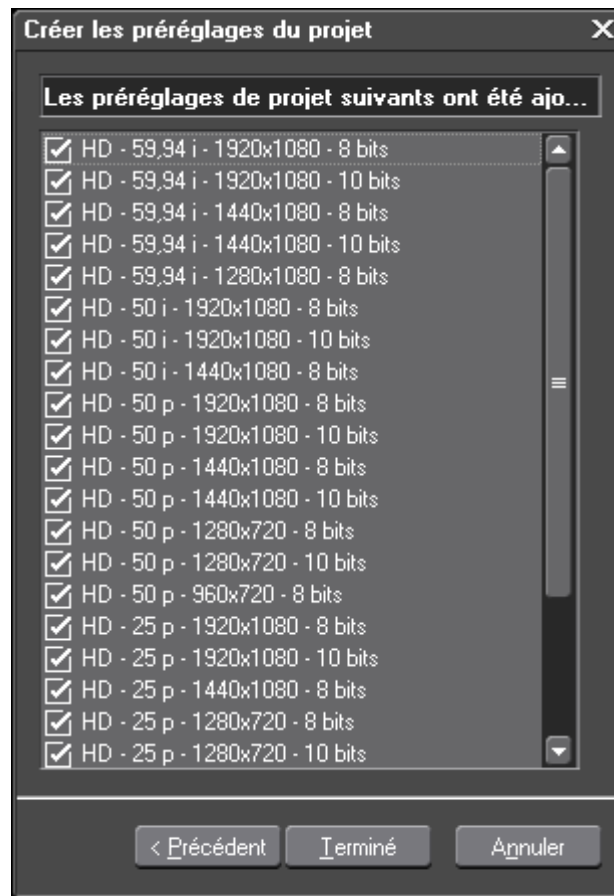 Créer les préréglages du projet
Les préréglages de projet suivants ont été ajo...
HD - 59,94 i - 1920x1080 - 8 bits
HD - 59,94 i - 1920x1080 - 10 bits
HD - 59,94 i - 1440x1080 - 8 bits
HD - 59,94 i - 1440x1080 - 10 bits
HD - 59,94 i - 1280x1080 - 8 bits
HD - 50 i - 1920x1080 - 8 bits
HD - 50 i - 1920x1080 - 10 bits
HD - 50 i - 1440x1080 - 8 bits
HD - 50 p - 1920x1080 - 8 bits
HD - 50 p - 1920x1080 - 10 bits
HD - 50 p - 1440x1080 - 8 bits
HD - 50 p - 1440x1080 - 10 bits
HD - 50 p - 1280x720 - 8 bits
HD - 50 p - 1280x720 - 10 bits
HD - 50 p - 960x720 - 8 bits
HD - 25 p - 1920x1080 - 8 bits
HD - 25 p - 1920x1080 - 10 bits
HD - 25 p - 1440x1080 - 8 bits
HD - 25 p - 1280x720 - 8 bits
HD - 25 p - 1280x720 - 10 bits
< Précédent Terminé Annuler